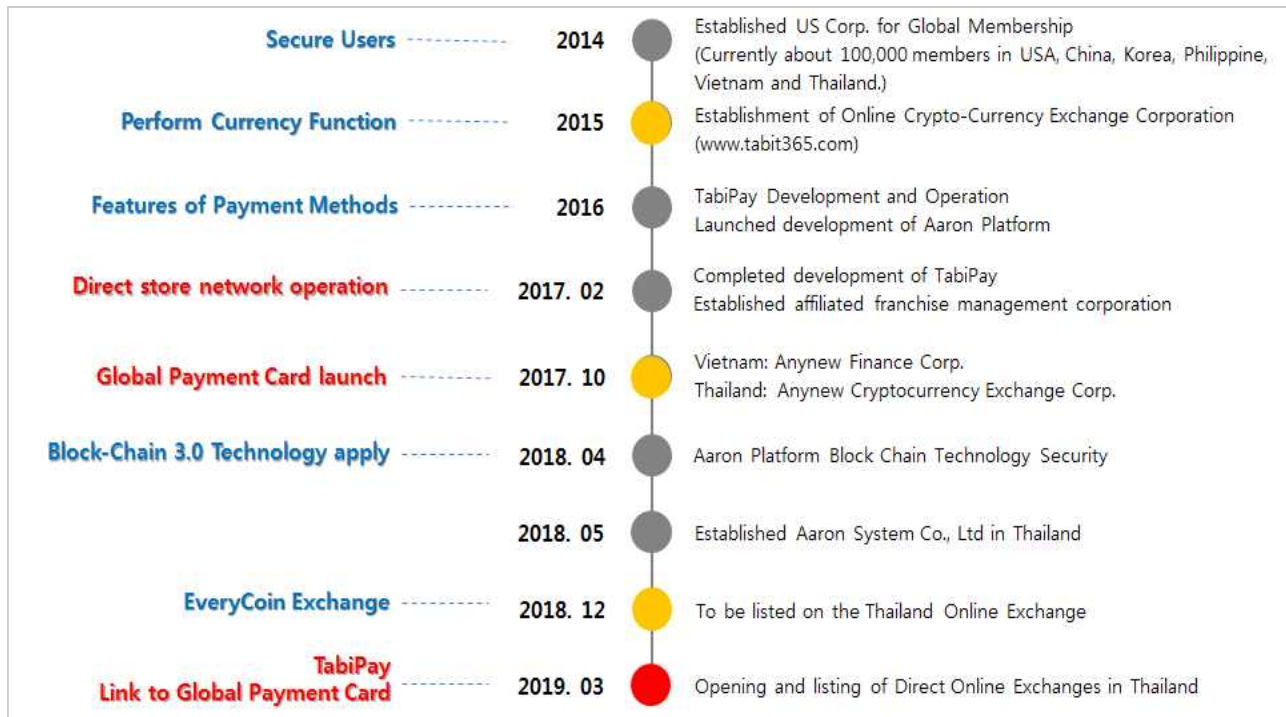 Secure Users 2014 Established US Corp. for Global Membership
(Currently about 100,000 members in USA, China, Korea, Philippine,
Vietnam and Thailand.)
Perform Currency Function 2015 Establishment of Online Crypto-Currency Exchange Corporation
(www.tabit365.com)
Features of Payment Methods 2016 TabiPay Development and Operation
Launched development of Aaron Platform
Direct store network operation 2017. 02 Completed development of TabiPay
Established affiliated franchise management corporation
Global Payment Card launch 2017. 10 Vietnam: Anynew Finance Corp.
Thailand: Anynew Cryptocurrency Exchange Corp.
Block-Chain 3.0 Technology apply 2018. 04 Aaron Platform Block Chain Technology Security
2018. 05 Established Aaron System Co., Ltd in Thailand
EveryCoin Exchange 2018. 12 To be listed on the Thailand Online Exchange
TabiPay
Link to Global Payment Card 2019. 03 Opening and listing of Direct Online Exchanges in Thailand